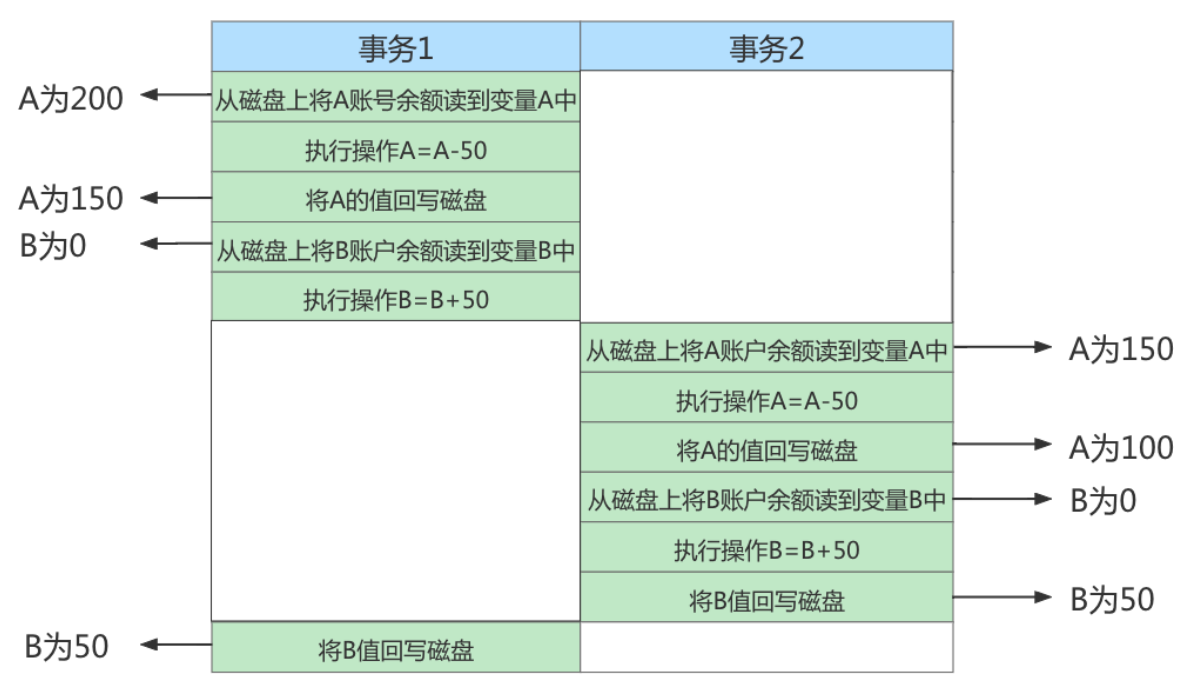 事务1 事务2
A为200 从磁盘上将A账号余额读到变量A中
执行操作A=A-50
A为150 将A的值回写磁盘
B为0 从磁盘上将B账户余额读到变量B中
执行操作B=B+50
从磁盘上将A账户余额读到变量A中 A为150
执行操作A=A-50
将A的值回写磁盘 A为100
从磁盘上将B账户余额读到变量B中 B为0
执行操作B=B+50
将B值回写磁盘 B为50
B为50 将B值回写磁盘